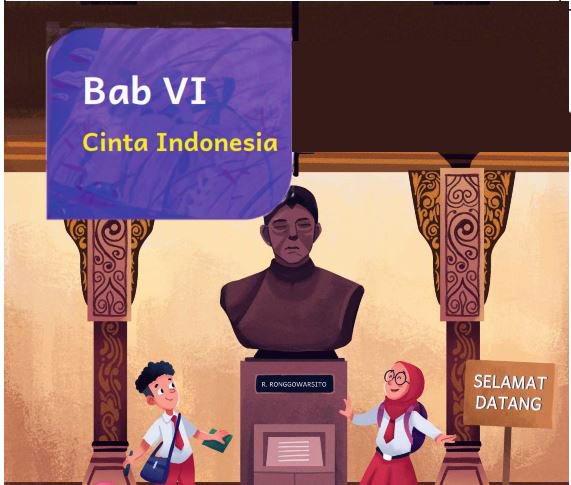 Bab VI
Cinta Indonesia
R. RONGGOWARSITO
SELAMAT
DATANG